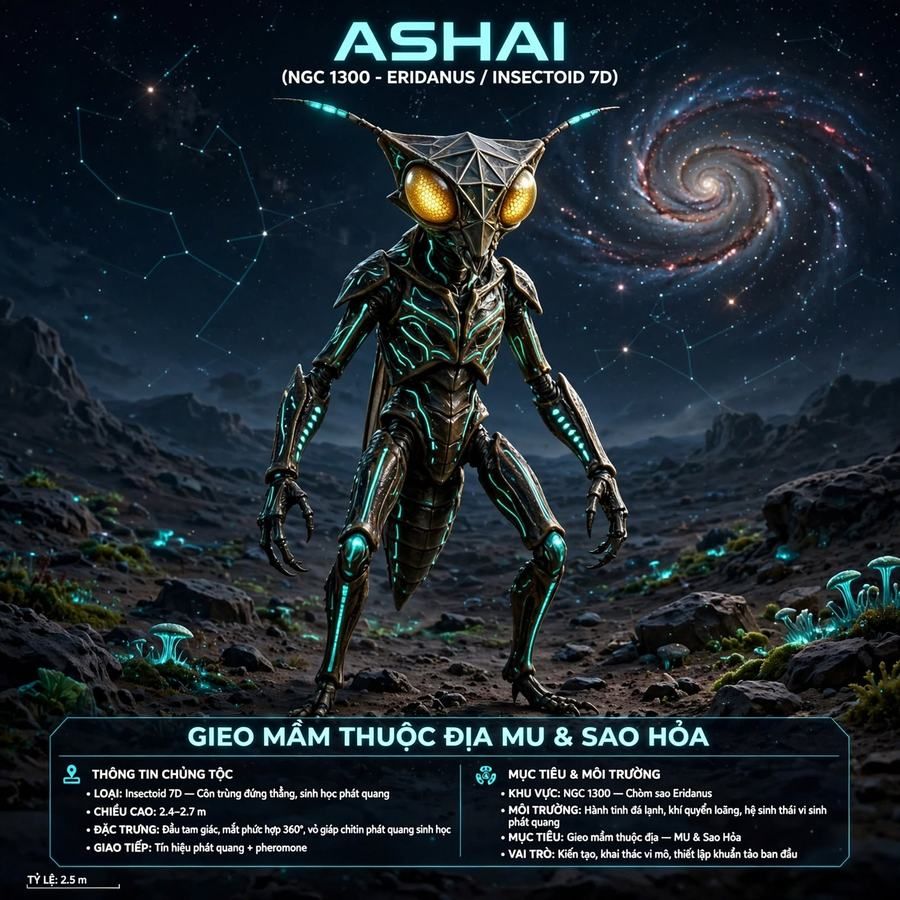 ASHAI
(NGC 1300 - ERIDANUS / INSECTOID 7D)
GIEO MẦM THUỘC ĐỊA MU & SAO HỎA
THÔNG TIN CHỦNG TỘC
• LOẠI: Insectoid 7D — Côn trùng đứng thẳng, sinh học phát quang
• CHIỀU CAO: 2.4–2.7 m
• ĐẶC TRƯNG: Đầu tam giác, mắt phức hợp 360°, vỏ giáp chitin phát quang sinh học
• GIAO TIẾP: Tín hiệu phát quang + pheromone
MỤC TIÊU & MÔI TRƯỜNG
• KHU VỰC: NGC 1300 — Chòm sao Eridanus
• MÔI TRƯỜNG: Hành tinh đá lạnh, khí quyển loãng, hệ sinh thái vi sinh
phát quang
• MỤC TIÊU: Gieo mầm thuộc địa — MU & Sao Hỏa
• VAI TRÒ: Kiến tạo, khai thác vi mô, thiết lập khuẩn tảo ban đầu
TỶ LỆ: 2.5 m